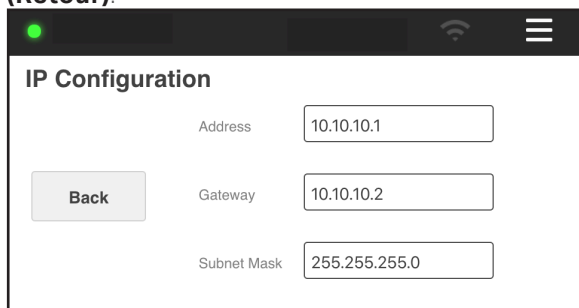 (Retour).
IP Configuration
Address 10.10.10.1
Back Gateway 10.10.10.2
Subnet Mask 255.255.255.0